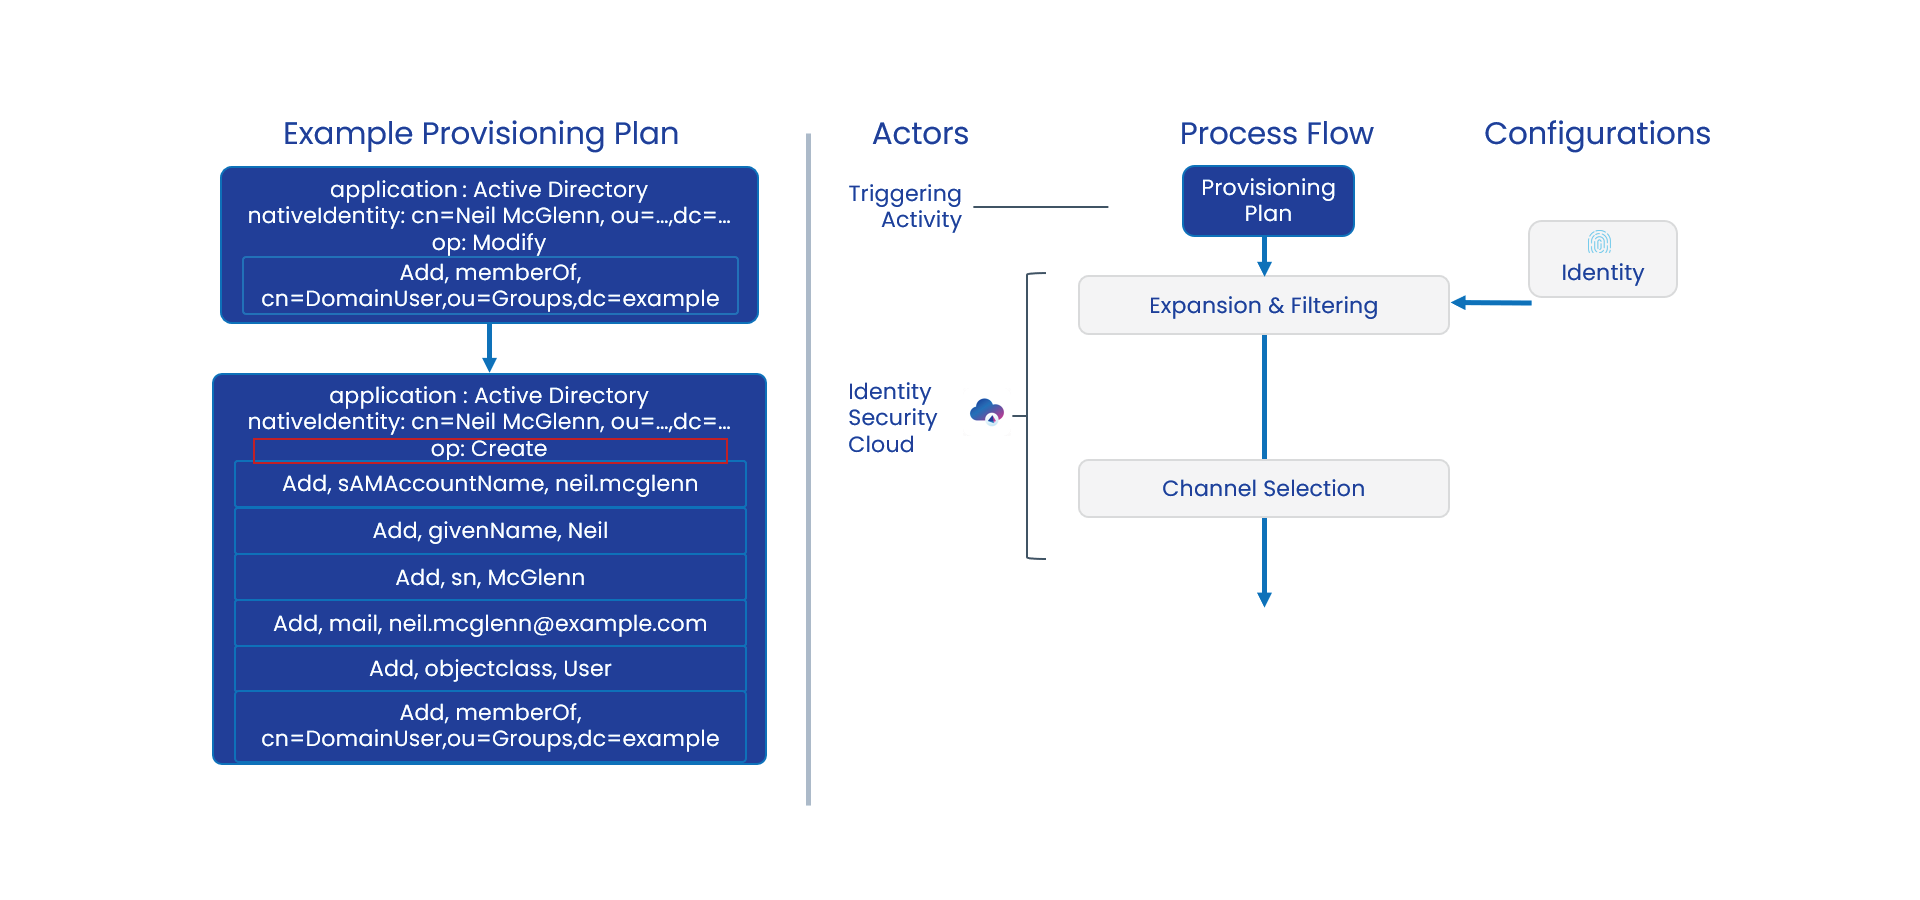 Example Provisioning Plan
application : Active Directory
nativeIdentity: cn=Neil McGlenn, ou=...,dc=...
op: Modify
Add, memberOf,
cn=DomainUser,ou=Groups,dc=example
application : Active Directory
nativeIdentity: cn=Neil McGlenn, ou=...,dc=...
op: Create
Add, sAMAccountName, neil.mcglenn
Add, givenName, Neil
Add, sn, McGlenn
Add, mail, neil.mcglenn@example.com
Add, objectclass, User
Add, memberOf,
cn=DomainUser,ou=Groups,dc=example
Actors
Triggering
Activity
Identity
Security
Cloud
Process Flow
Provisioning
Plan
Expansion & Filtering
Channel Selection
Configurations
Identity